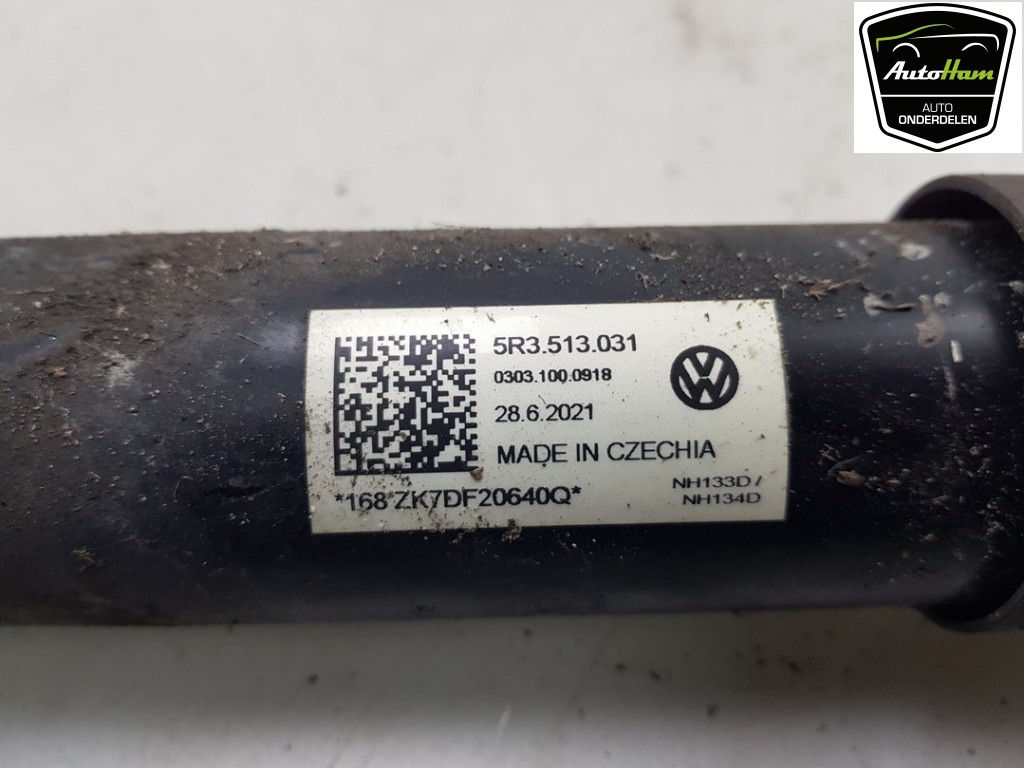 AutoHam
AUTO
ONDERDELEN
5R3.513.031
0303.100.0918
28.6.2021
MADE IN CZECHIA
NH133D /
NH134D
*168*ZK7DF20640Q*